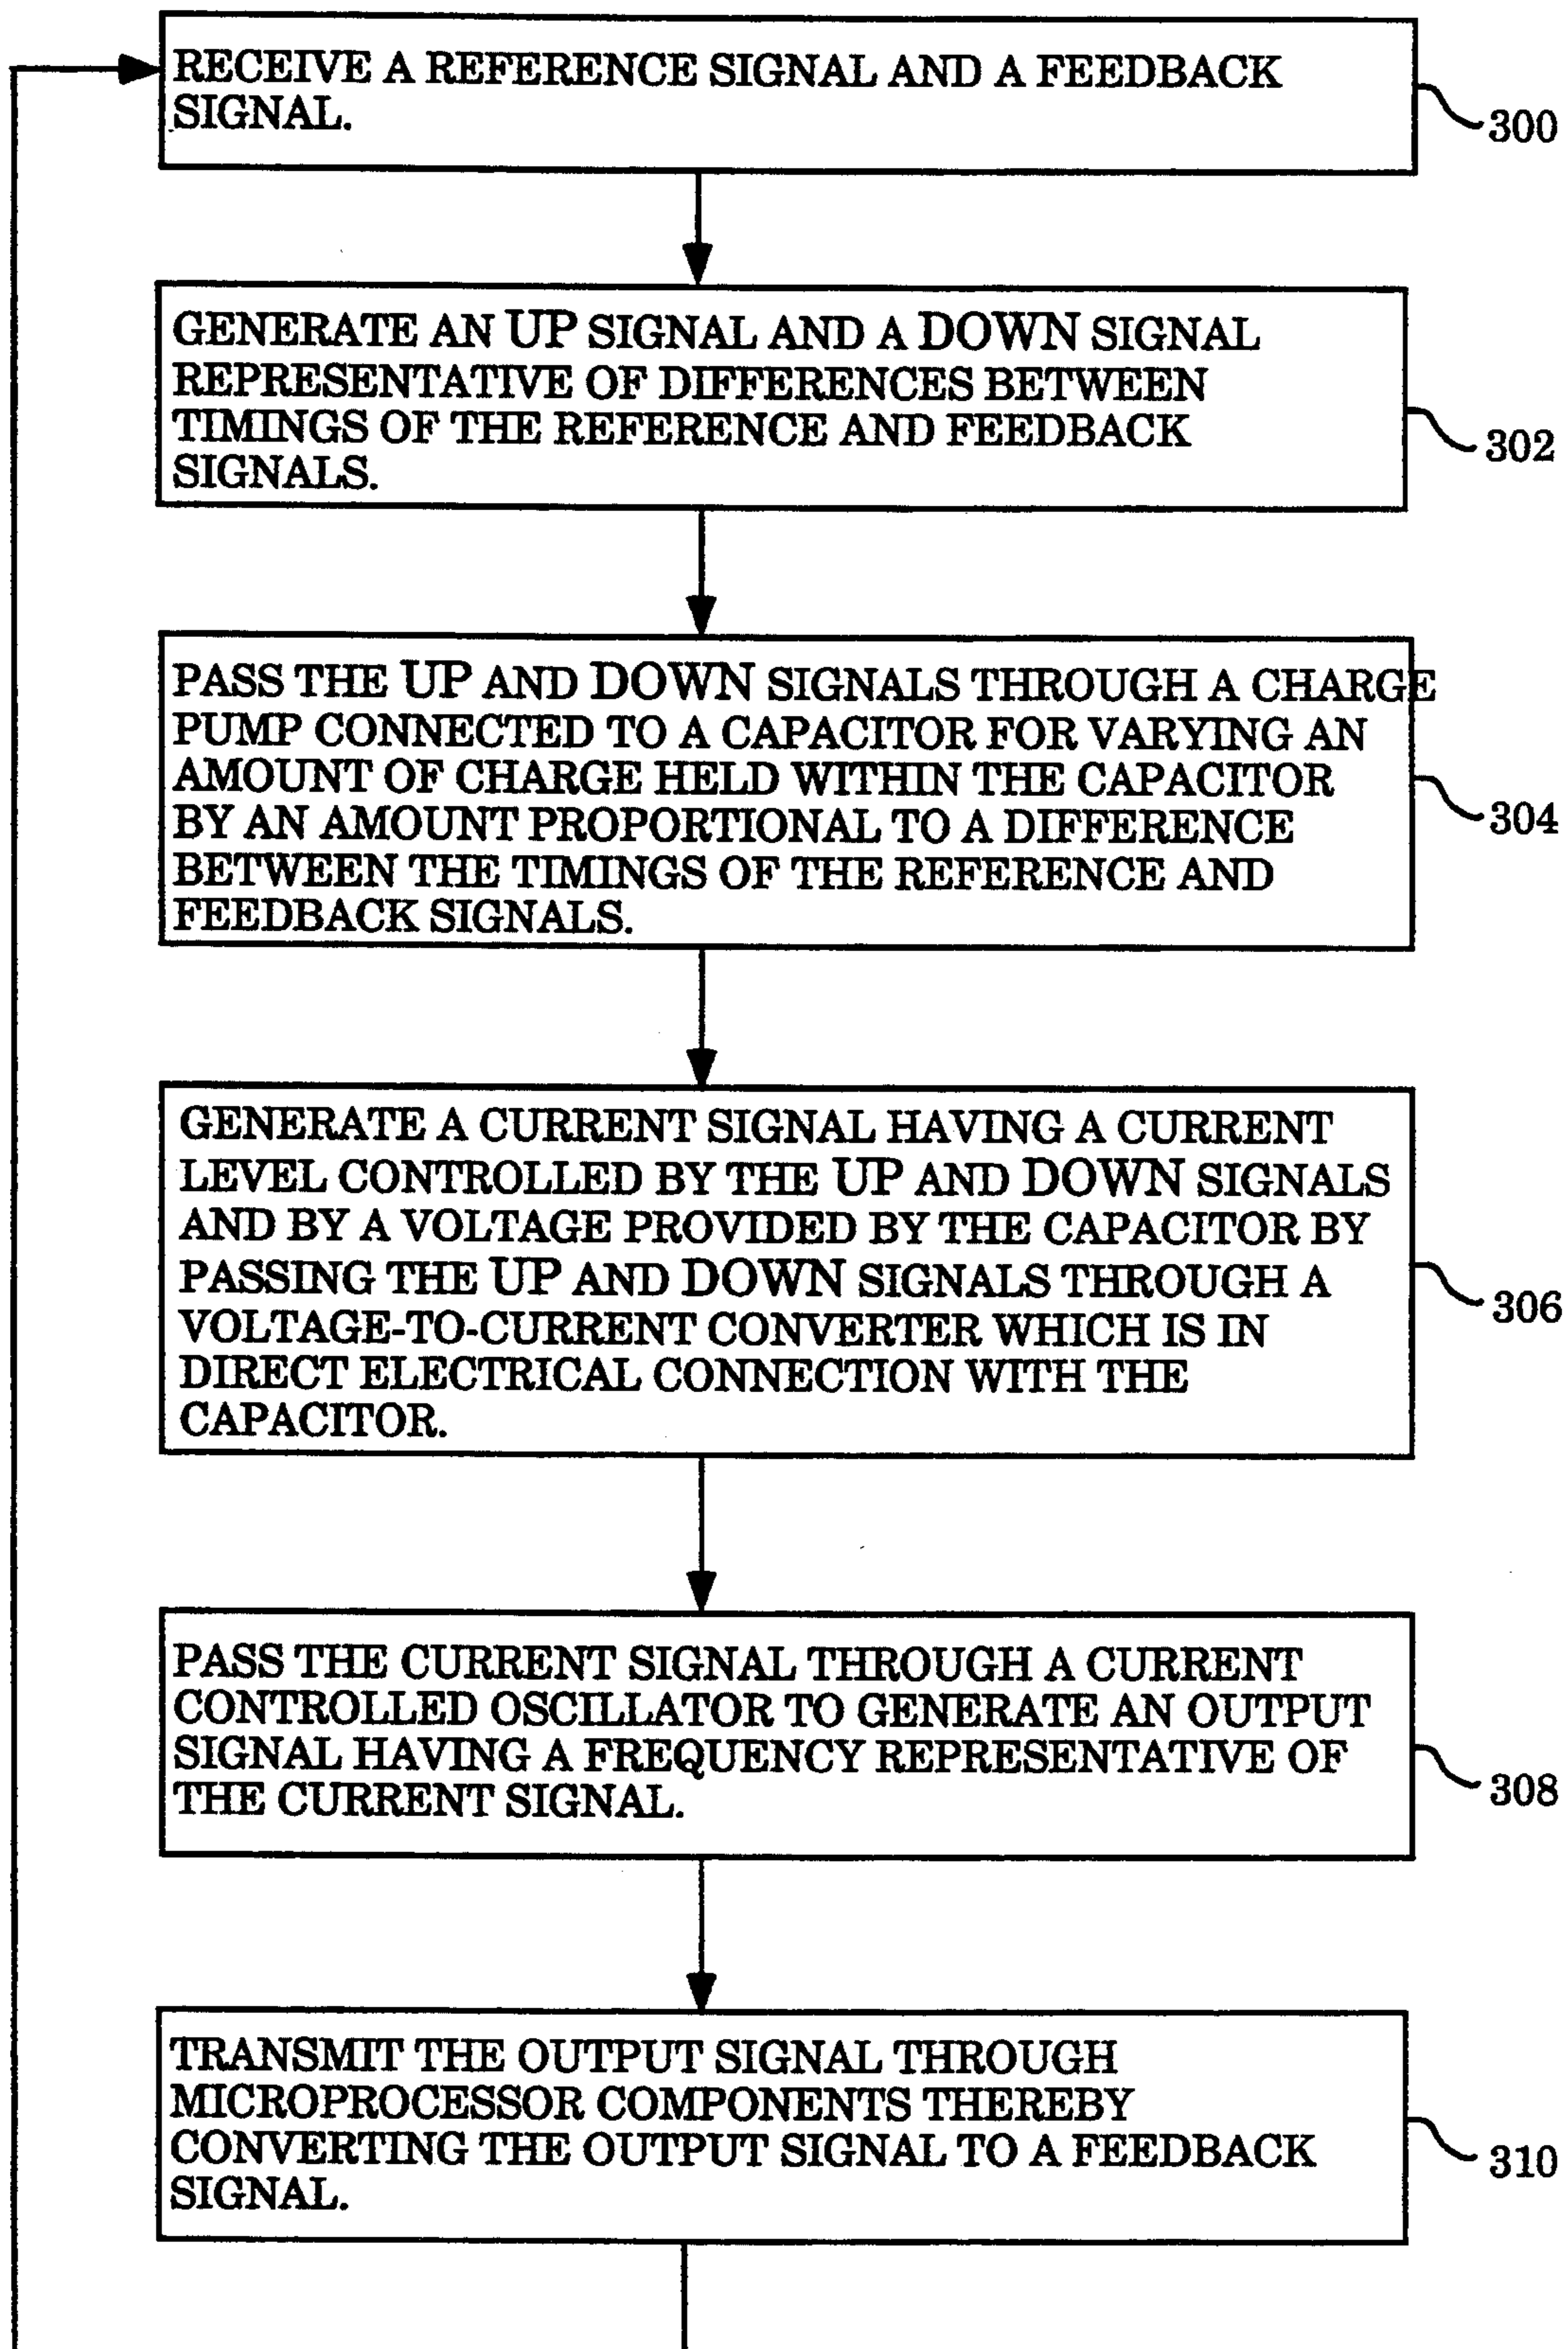 RECEIVE A REFERENCE SIGNAL AND A FEEDBACK
SIGNAL.
300
GENERATE AN UP SIGNAL AND A DOWN SIGNAL
REPRESENTATIVE OF DIFFERENCES BETWEEN
TIMINGS OF THE REFERENCE AND FEEDBACK
SIGNALS.
302
PASS THE UP AND DOWN SIGNALS THROUGH A CHARGE
PUMP CONNECTED TO A CAPACITOR FOR VARYING AN
AMOUNT OF CHARGE HELD WITHIN THE CAPACITOR
BY AN AMOUNT PROPORTIONAL TO A DIFFERENCE
BETWEEN THE TIMINGS OF THE REFERENCE AND
FEEDBACK SIGNALS.
304
GENERATE A CURRENT SIGNAL HAVING A CURRENT
LEVEL CONTROLLED BY THE UP AND DOWN SIGNALS
AND BY A VOLTAGE PROVIDED BY THE CAPACITOR BY
PASSING THE UP AND DOWN SIGNALS THROUGH A
VOLTAGE-TO-CURRENT CONVERTER WHICH IS IN
DIRECT ELECTRICAL CONNECTION WITH THE
CAPACITOR.
306
PASS THE CURRENT SIGNAL THROUGH A CURRENT
CONTROLLED OSCILLATOR TO GENERATE AN OUTPUT
SIGNAL HAVING A FREQUENCY REPRESENTATIVE OF
THE CURRENT SIGNAL.
308
TRANSMIT THE OUTPUT SIGNAL THROUGH
MICROPROCESSOR COMPONENTS THEREBY
CONVERTING THE OUTPUT SIGNAL TO A FEEDBACK
SIGNAL.
310